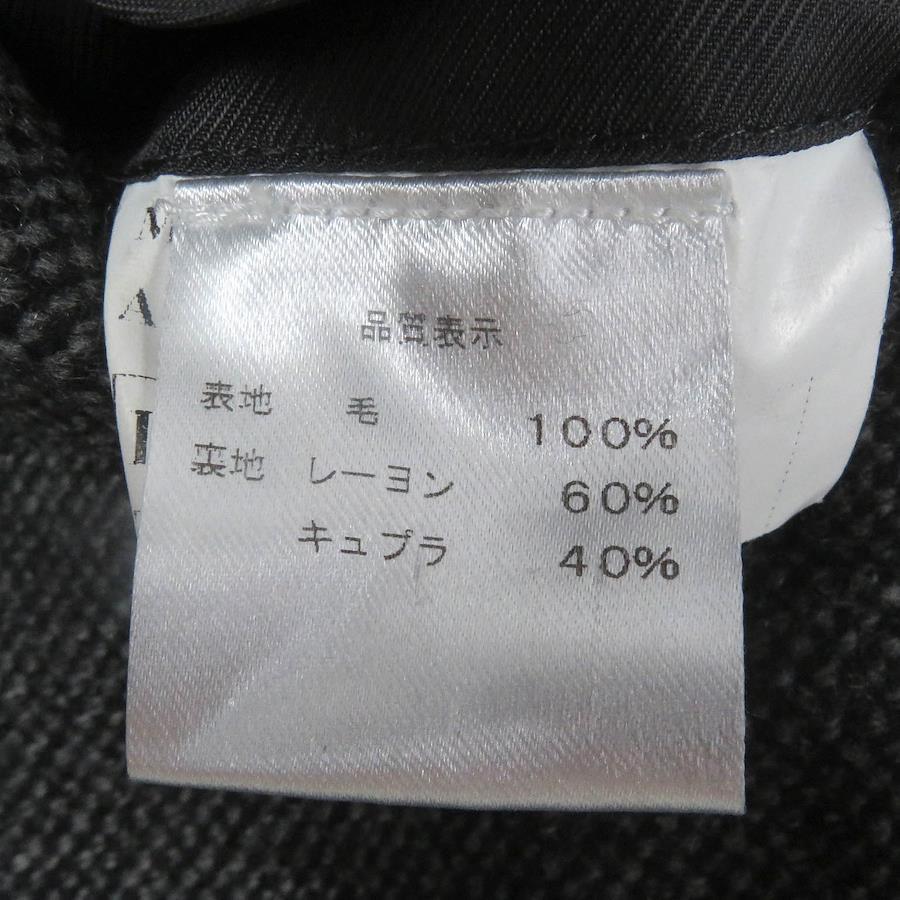 品質表示
表地 毛 100%
裏地 レーヨン 60%
キュプラ 40%
A
A